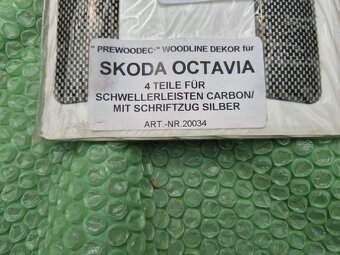 " PREWOODEC " WOODLINE DEKOR für
SKODA OCTAVIA
4 TEILE FÜR
SCHWELLERLEISTEN CARBON/
MIT SCHRIFTZUG SILBER
ART.-NR.20034